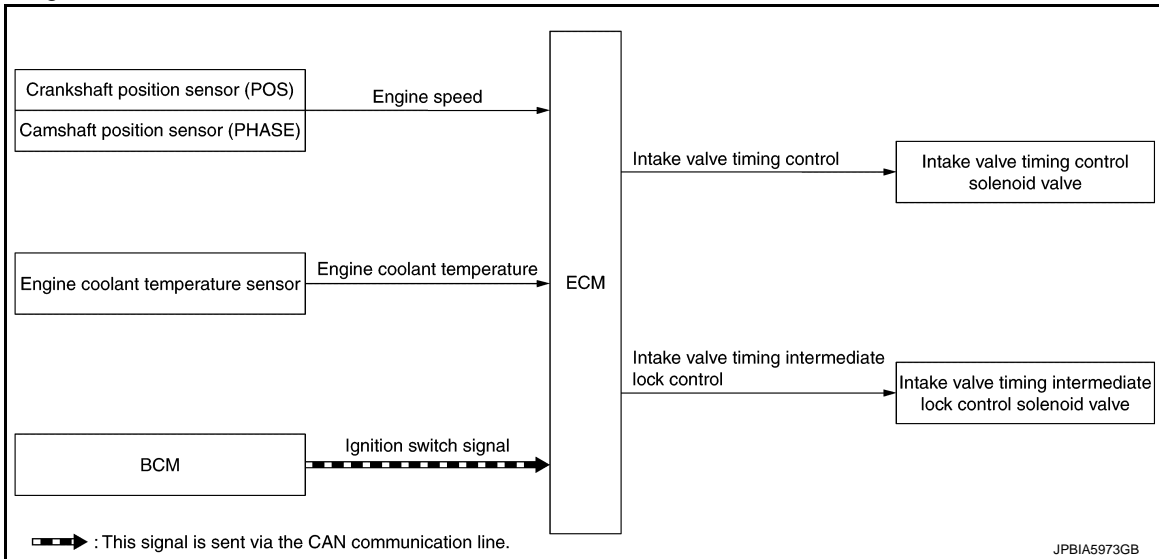 Crankshaft position sensor (POS)
Camshaft position sensor (PHASE)
Engine speed
Engine coolant temperature sensor
Engine coolant temperature
BCM
Ignition switch signal
ECM
Intake valve timing control
Intake valve timing control
solenoid valve
Intake valve timing intermediate
lock control
Intake valve timing intermediate
lock control solenoid valve
: This signal is sent via the CAN communication line.
JPBIA5973GB